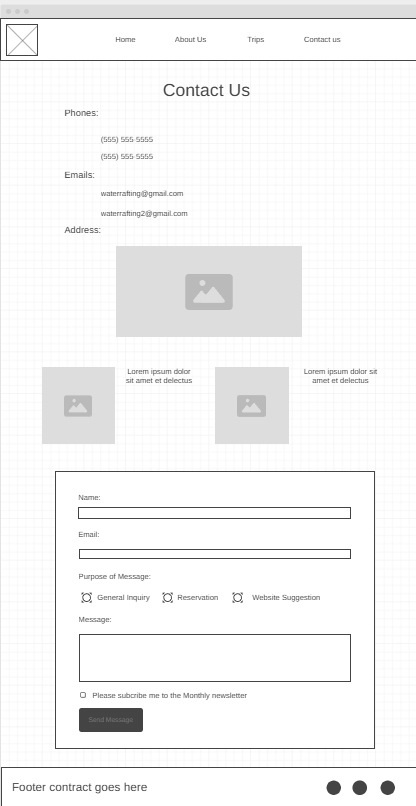 Home About Us Trips Contact us
Contact Us
Phones:
(555) 555-5555
(555) 555-5555
Emails:
waterrafting@gmail.com
waterrafting2@gmail.com
Address:
Lorem ipsum dolor
sit amet et delectus
Lorem ipsum dolor sit
amet et delectus
Name:
Email:
Purpose of Message:
General Inquiry Reservation Website Suggestion
Message:
Please subcribe me to the Monthly newsletter
Send Message
Footer contract goes here